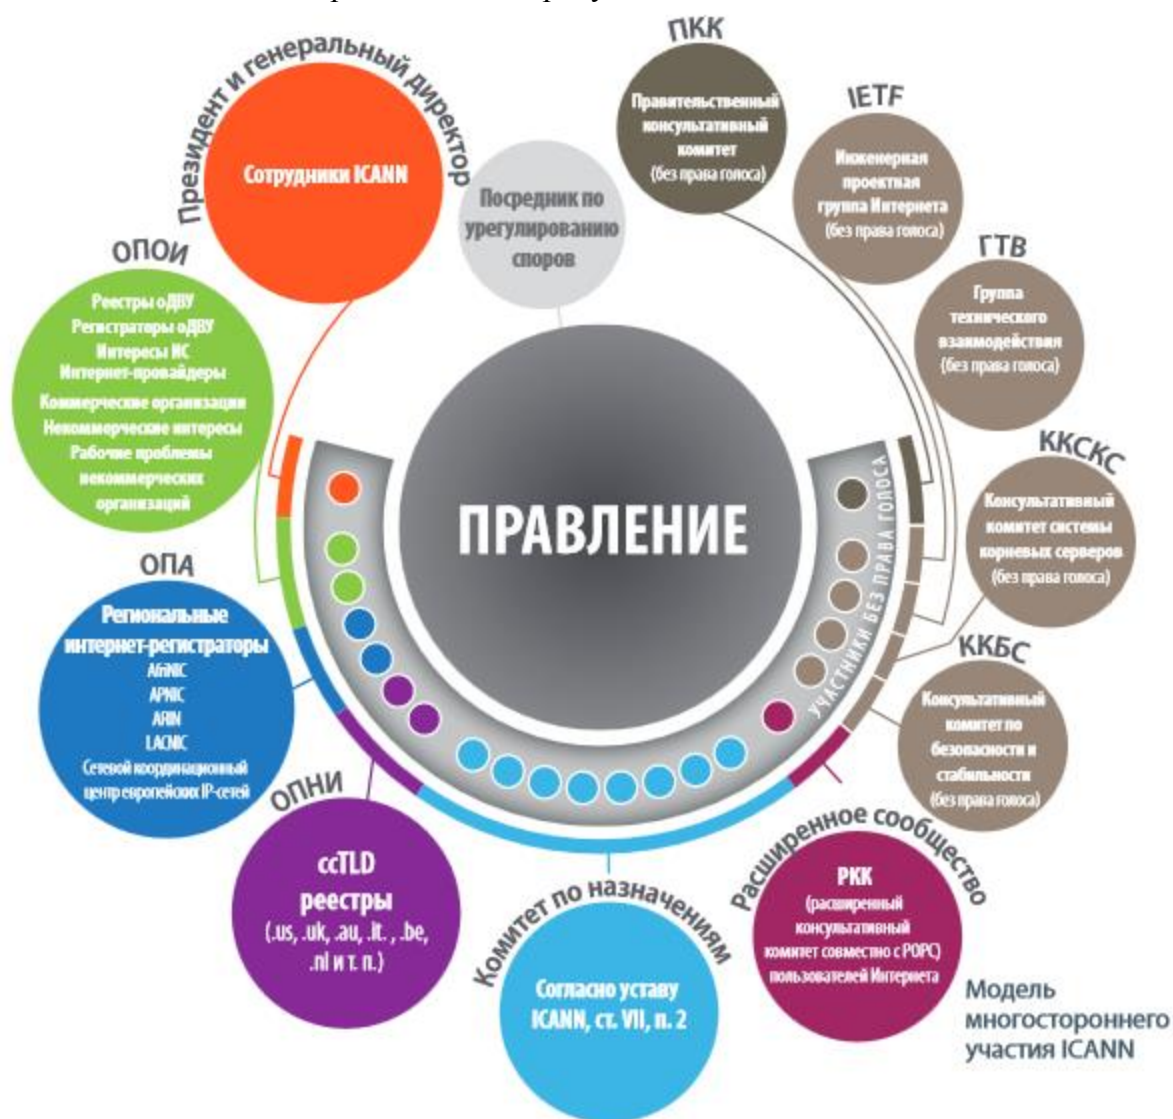 ПКК
Правительственный
консультативный
комитет
(без права голоса)
IETF
Инженерная
проектная
группа Интернета
(без права голоса)
ГТВ
Группа
технического
взаимодействия
(без права голоса)
ККСКС
Консультативный
комитет системы
корневых серверов
(без права голоса)
ККБС
Консультативный
комитет по
безопасности и
стабильности
(без права голоса)
Президент и генеральный директор
Сотрудники ICANN
Посредник по
урегулированию
споров
ОПОИ
Реестры оДВУ
Регистраторы оДВУ
Интересы ИС
Интернет-провайдеры
Коммерческие организации
Некоммерческие интересы
Рабочие проблемы
некоммерческих
организаций
ПРАВЛЕНИЕ
УЧАСТНИКИ БЕЗ ПРАВА ГОЛОСА
ОПА
Региональные
интернет-регистраторы
AfriNIC
APNIC
ARIN
LACNIC
Сетевой координационный
центр европейских IP-сетей
ОПНИ
ccTLD
реестры
(.us, .uk, .au, .it. , .be,
.nl и т. п.)
Комитет по назначениям
Согласно уставу
ICANN, ст. VII, п. 2
Расширенное сообщество
РКК
(расширенный
консультативный
комитет совместно с РОРС)
пользователей Интернета
Модель
многостороннего
участия ICANN